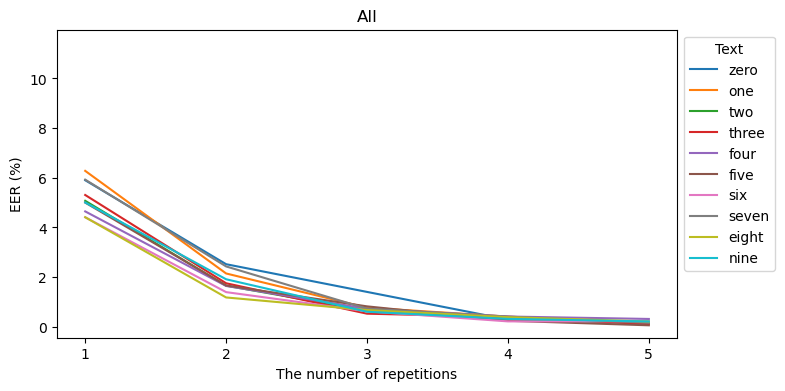 All
EER (%)
10
8
6
4
2
0
1 2 3 4 5
The number of repetitions
Text
zero
one
two
three
four
five
six
seven
eight
nine